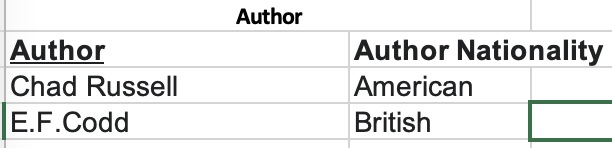 Author
Author Author Nationality
Chad Russell American
E.F.Codd British